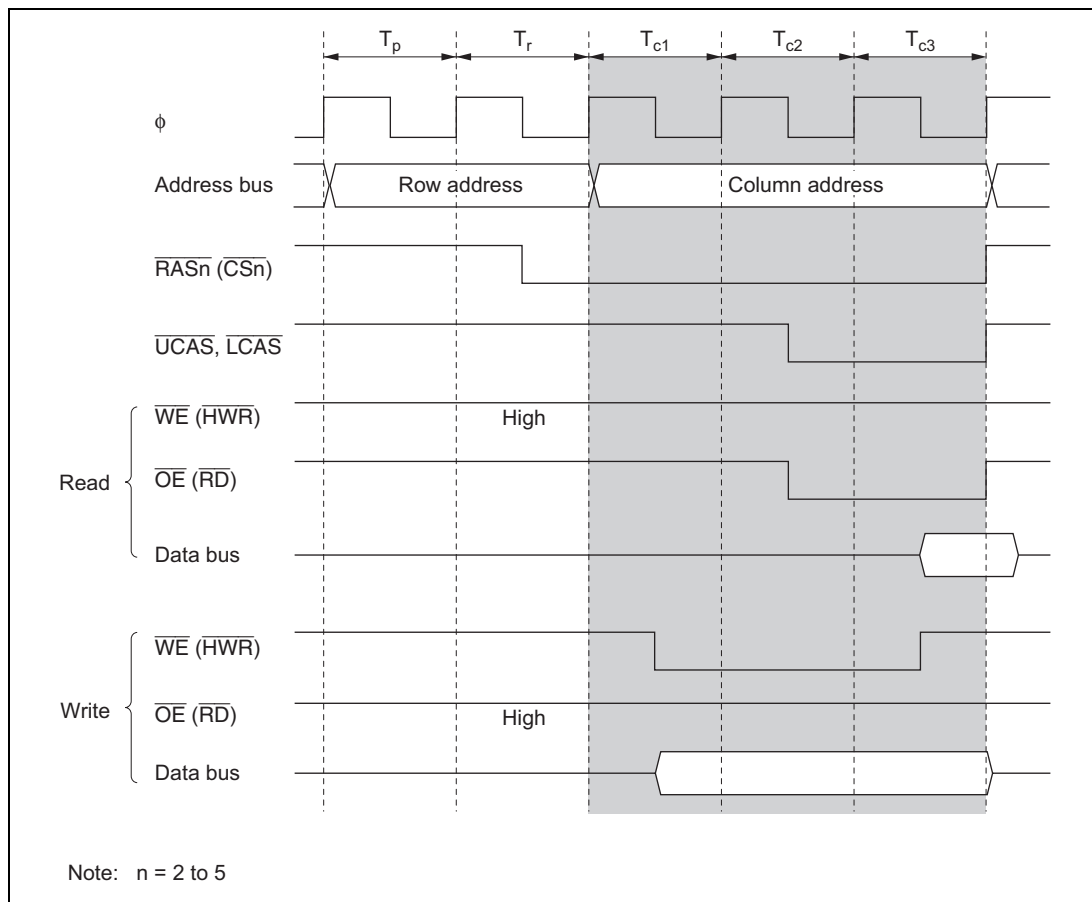 Tp Tr Tc1 Tc2 Tc3
φ
Address bus Row address Column address
RASn (CSn)
UCAS, LCAS
Read
WE (HWR) High
OE (RD)
Data bus
Write
WE (HWR)
OE (RD) High
Data bus
Note: n = 2 to 5